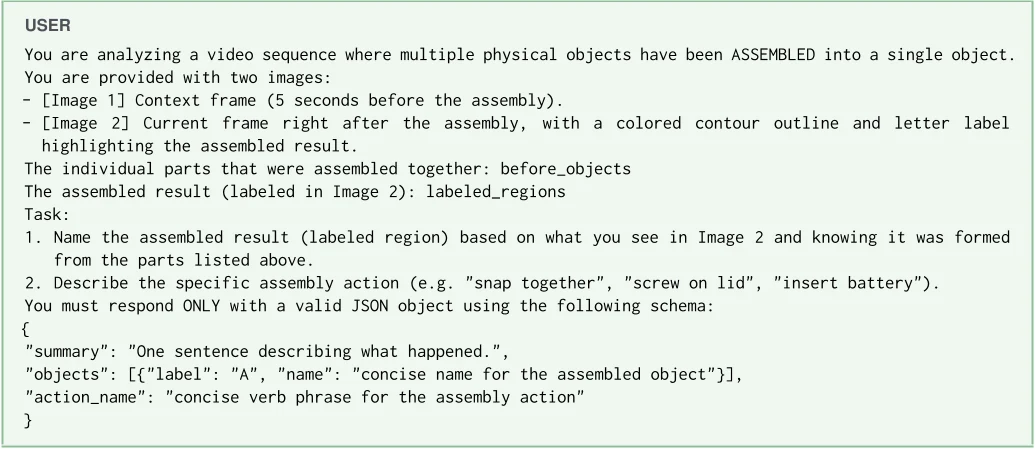 USER
You are analyzing a video sequence where multiple physical objects have been ASSEMBLED into a single object.
You are provided with two images:
- [Image 1] Context frame (5 seconds before the assembly).
- [Image 2] Current frame right after the assembly, with a colored contour outline and letter label
highlighting the assembled result.
The individual parts that were assembled together: before_objects
The assembled result (labeled in Image 2): labeled_regions
Task:
1. Name the assembled result (labeled region) based on what you see in Image 2 and knowing it was formed
from the parts listed above.
2. Describe the specific assembly action (e.g. "snap together", "screw on lid", "insert battery").
You must respond ONLY with a valid JSON object using the following schema:
{
"summary": "One sentence describing what happened.",
"objects": [{"label": "A", "name": "concise name for the assembled object"}],
"action_name": "concise verb phrase for the assembly action"
}